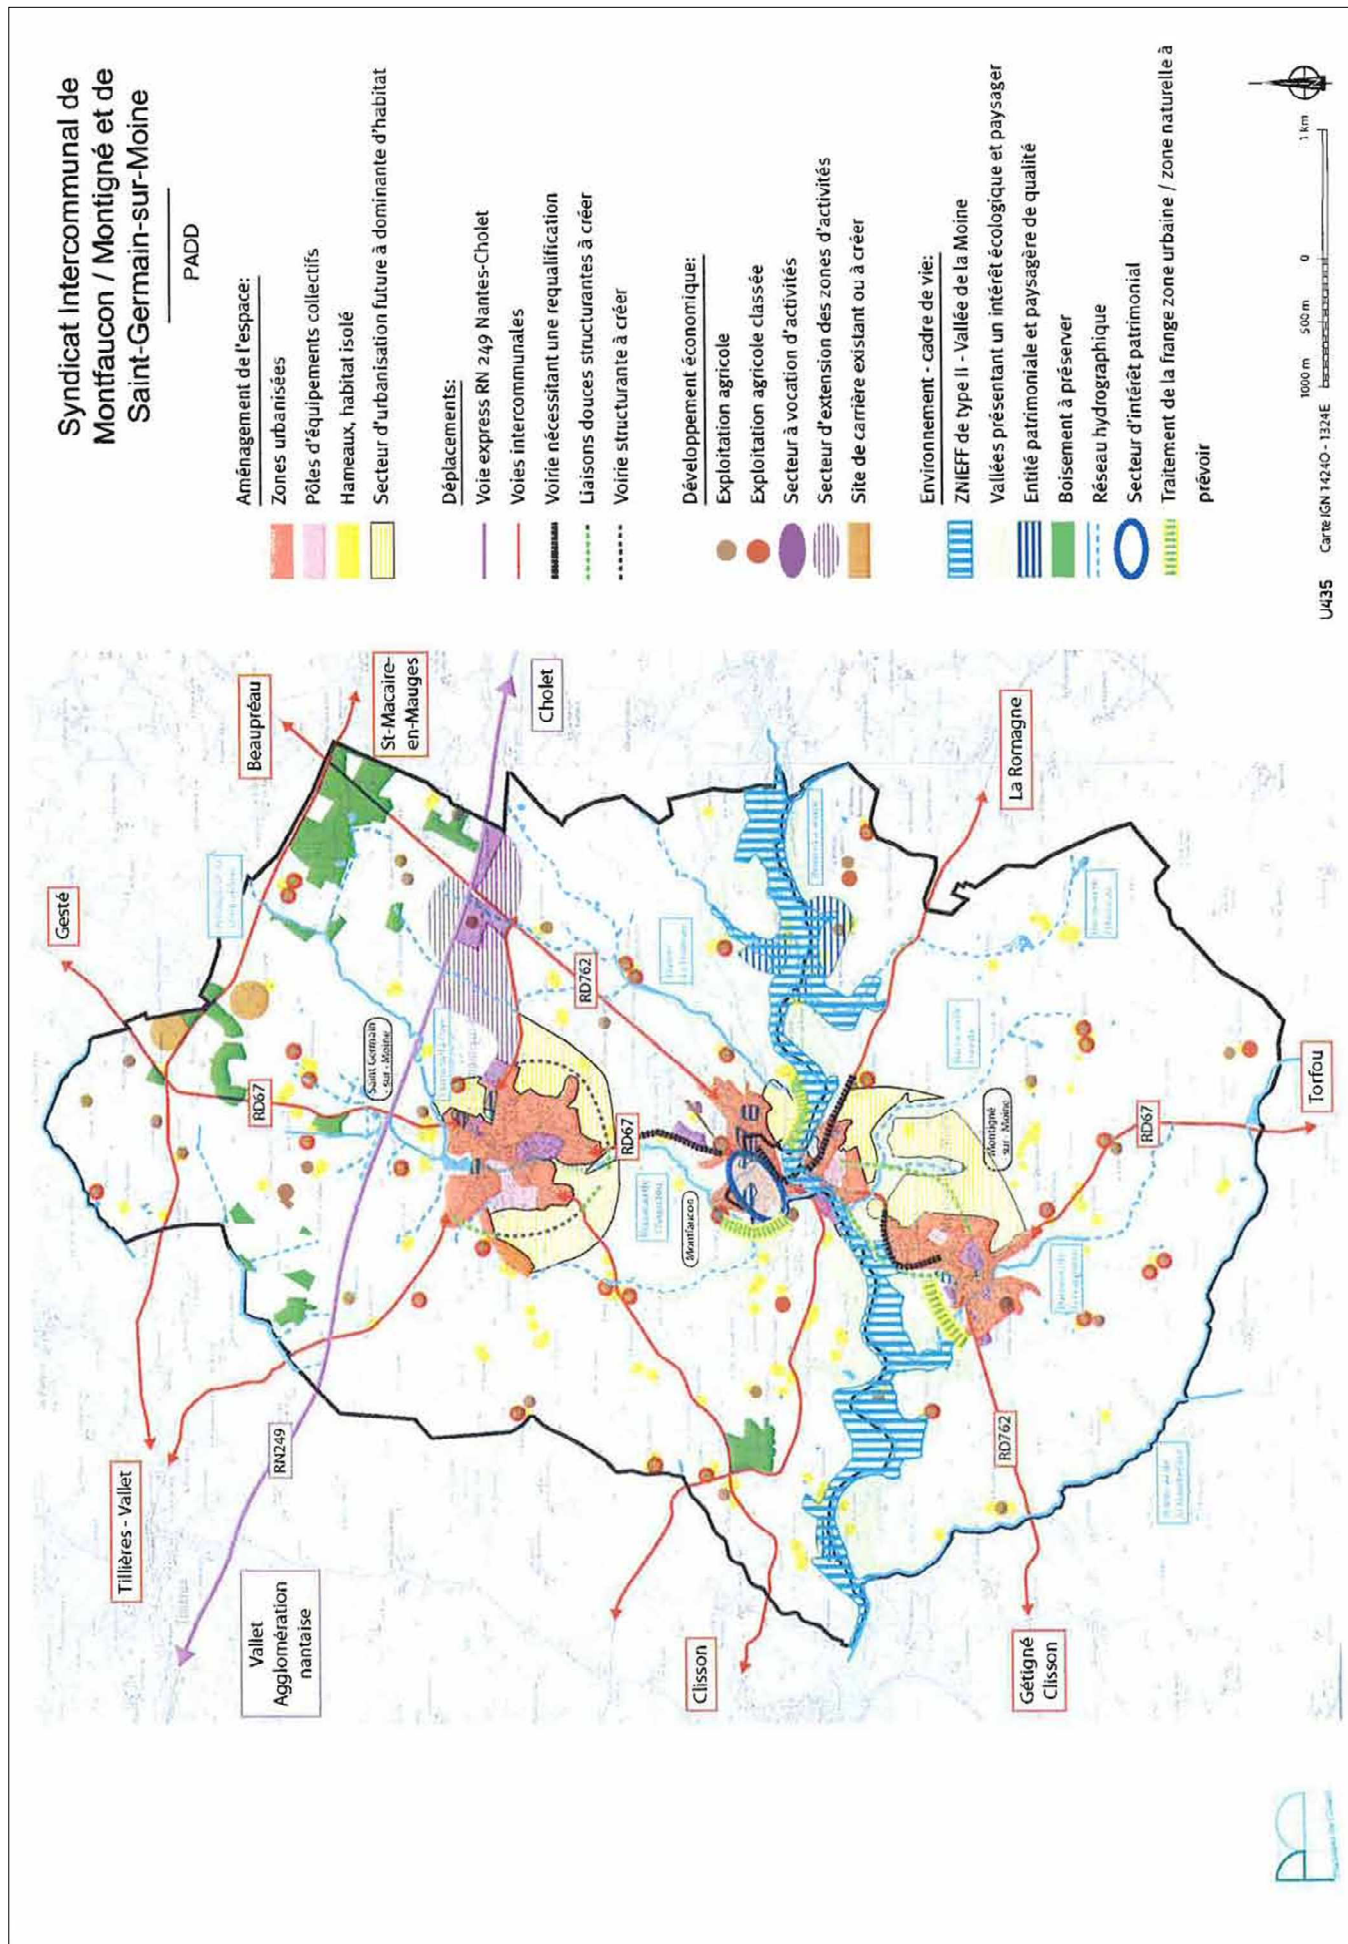 Syndicat Intercommunal de
Montfaucon / Montigné et de
Saint-Germain-sur-Moine
PADD
Aménagement de l'espace:
Zones urbanisées
Pôles d'équipements collectifs
Hameaux, habitat isolé
Secteur d'urbanisation future à dominante d'habitat
Déplacements:
Voie express RN 249 Nantes-Cholet
Voies intercommunales
Voirie nécessitant une requalification
Liaisons douces structurantes à créer
Voirie structurante à créer
Développement économique:
Exploitation agricole
Exploitation agricole classée
Secteur à vocation d'activités
Secteur d'extension des zones d'activités
Site de carrière existant ou à créer
Environnement - cadre de vie:
ZNIEFF de type II - Vallée de la Moine
Vallées présentant un intérêt écologique et paysager
Entité patrimoniale et paysagère de qualité
Boisement à préserver
Réseau hydrographique
Secteur d'intérêt patrimonial
Traitement de la frange zone urbaine / zone naturelle à
prévoir
1000 m 500 m 0 1 km
U435 Carte IGN 1424O - 1324E
Gesté
Beaupréau
St-Macaire-
en-Mauges
Cholet
Tillières - Vallet
Vallet
Agglomération
nantaise
RN249
RD67
Saint Germain
- sur - Moine
RD762
RD67
Montfaucon
Montigné
- sur - Moine
La Romagne
Clisson
RD762
RD67
Gétigné
Clisson
Torfou